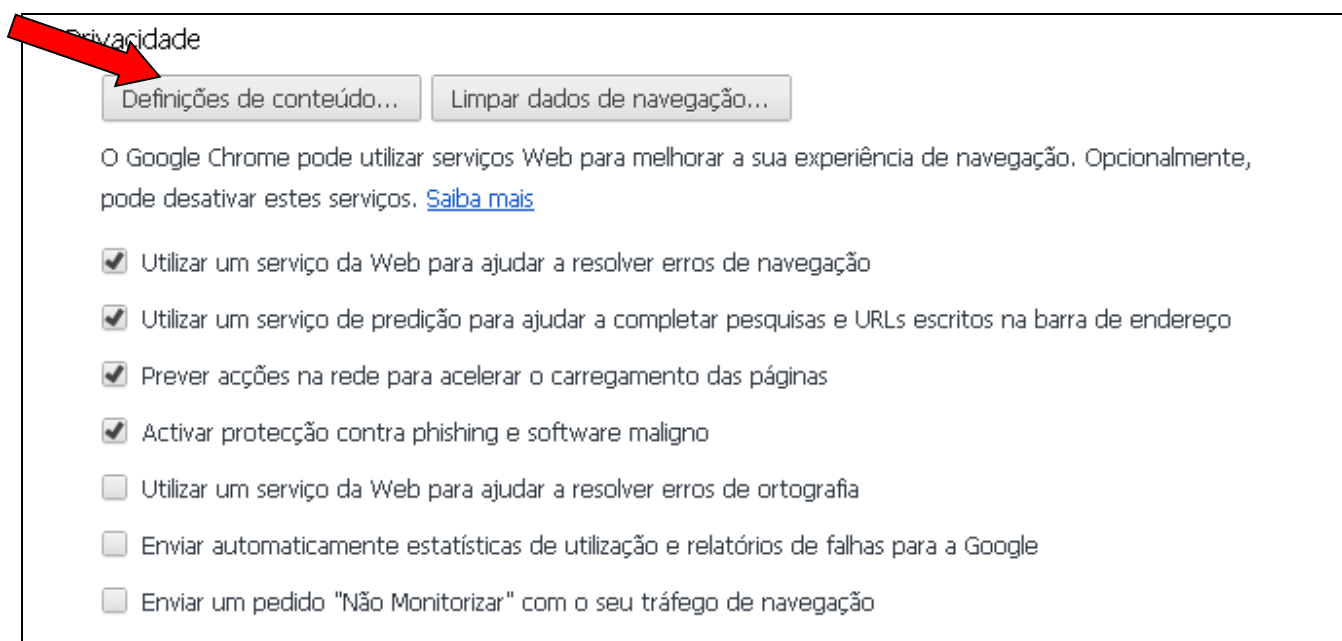 Privacidade
Definições de conteúdo... Limpar dados de navegação...
O Google Chrome pode utilizar serviços Web para melhorar a sua experiência de navegação. Opcionalmente,
pode desativar estes serviços. Saiba mais
Utilizar um serviço da Web para ajudar a resolver erros de navegação
Utilizar um serviço de predição para ajudar a completar pesquisas e URLs escritos na barra de endereço
Prever acções na rede para acelerar o carregamento das páginas
Activar protecção contra phishing e software maligno
Utilizar um serviço da Web para ajudar a resolver erros de ortografia
Enviar automaticamente estatísticas de utilização e relatórios de falhas para a Google
Enviar um pedido "Não Monitorizar" com o seu tráfego de navegação